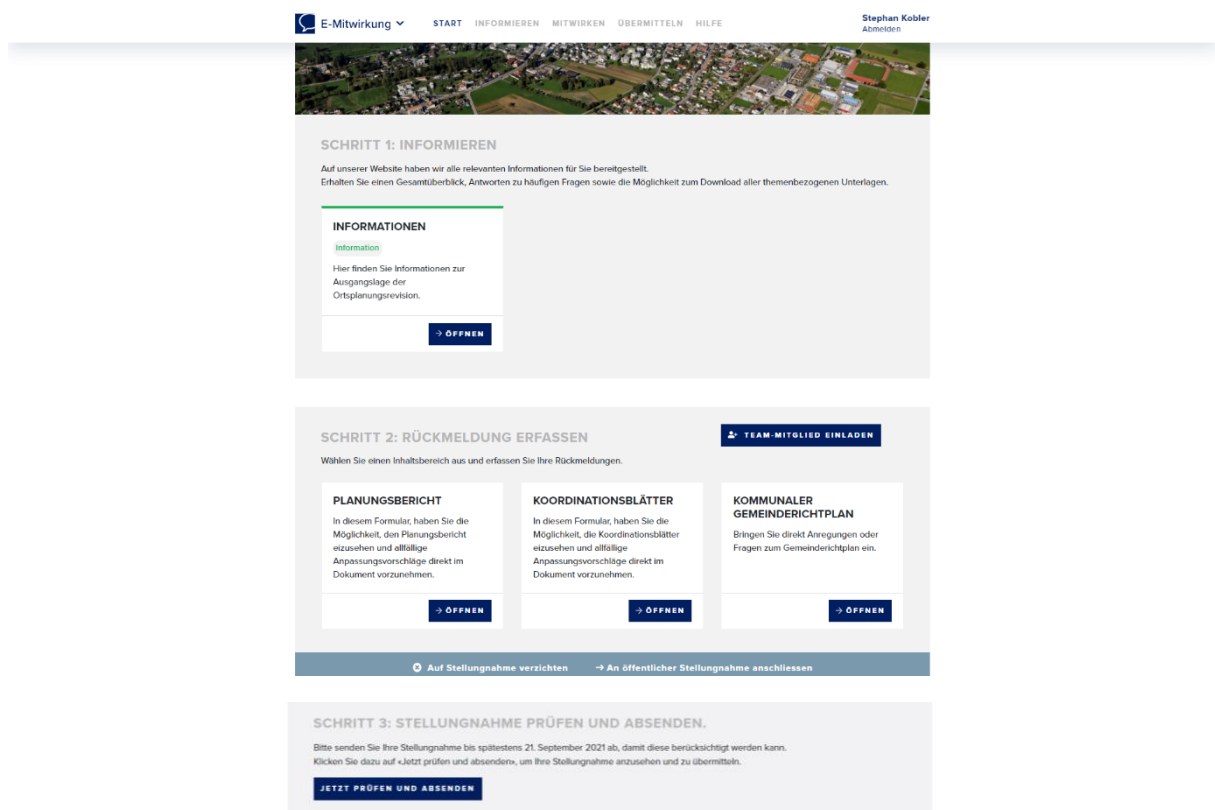 E-Mitwirkung START INFORMIEREN MITWIRKEN ÜBERMITTELN HILFE Stephan Kobler
Abmelden
SCHRITT 1: INFORMIEREN
Auf unserer Website haben wir alle relevanten Informationen für Sie bereitgestellt.
Erhalten Sie einen Gesamtüberblick, Antworten zu häufigen Fragen sowie die Möglichkeit zum Download aller themenbezogenen Unterlagen.
INFORMATIONEN
Information
Hier finden Sie Informationen zur
Ausgangslage der
Ortsplanungsrevision.
→ ÖFFNEN
SCHRITT 2: RÜCKMELDUNG ERFASSEN
TEAM-MITGLIED EINLADEN
Wählen Sie einen Inhaltsbereich aus und erfassen Sie Ihre Rückmeldungen.
PLANUNGSBERICHT
In diesem Formular, haben Sie die
Möglichkeit, den Planungsbericht
eizusehen und allfällige
Anpassungsvorschläge direkt im
Dokument vorzunehmen.
→ ÖFFNEN
KOORDINATIONSBLÄTTER
In diesem Formular, haben Sie die
Möglichkeit, die Koordinationsblätter
eizusehen und allfällige
Anpassungsvorschläge direkt im
Dokument vorzunehmen.
→ ÖFFNEN
KOMMUNALER
GEMEINDERICHTPLAN
Bringen Sie direkt Anregungen oder
Fragen zum Gemeinderichtplan ein.
→ ÖFFNEN
Auf Stellungnahme verzichten → An öffentlicher Stellungnahme anschliessen
SCHRITT 3: STELLUNGNAHME PRÜFEN UND ABSENDEN.
Bitte senden Sie Ihre Stellungnahme bis spätestens 21. September 2021 ab, damit diese berücksichtigt werden kann.
Klicken Sie dazu auf «Jetzt prüfen und absenden», um Ihre Stellungnahme anzusehen und zu übermitteln.
JETZT PRÜFEN UND ABSENDEN